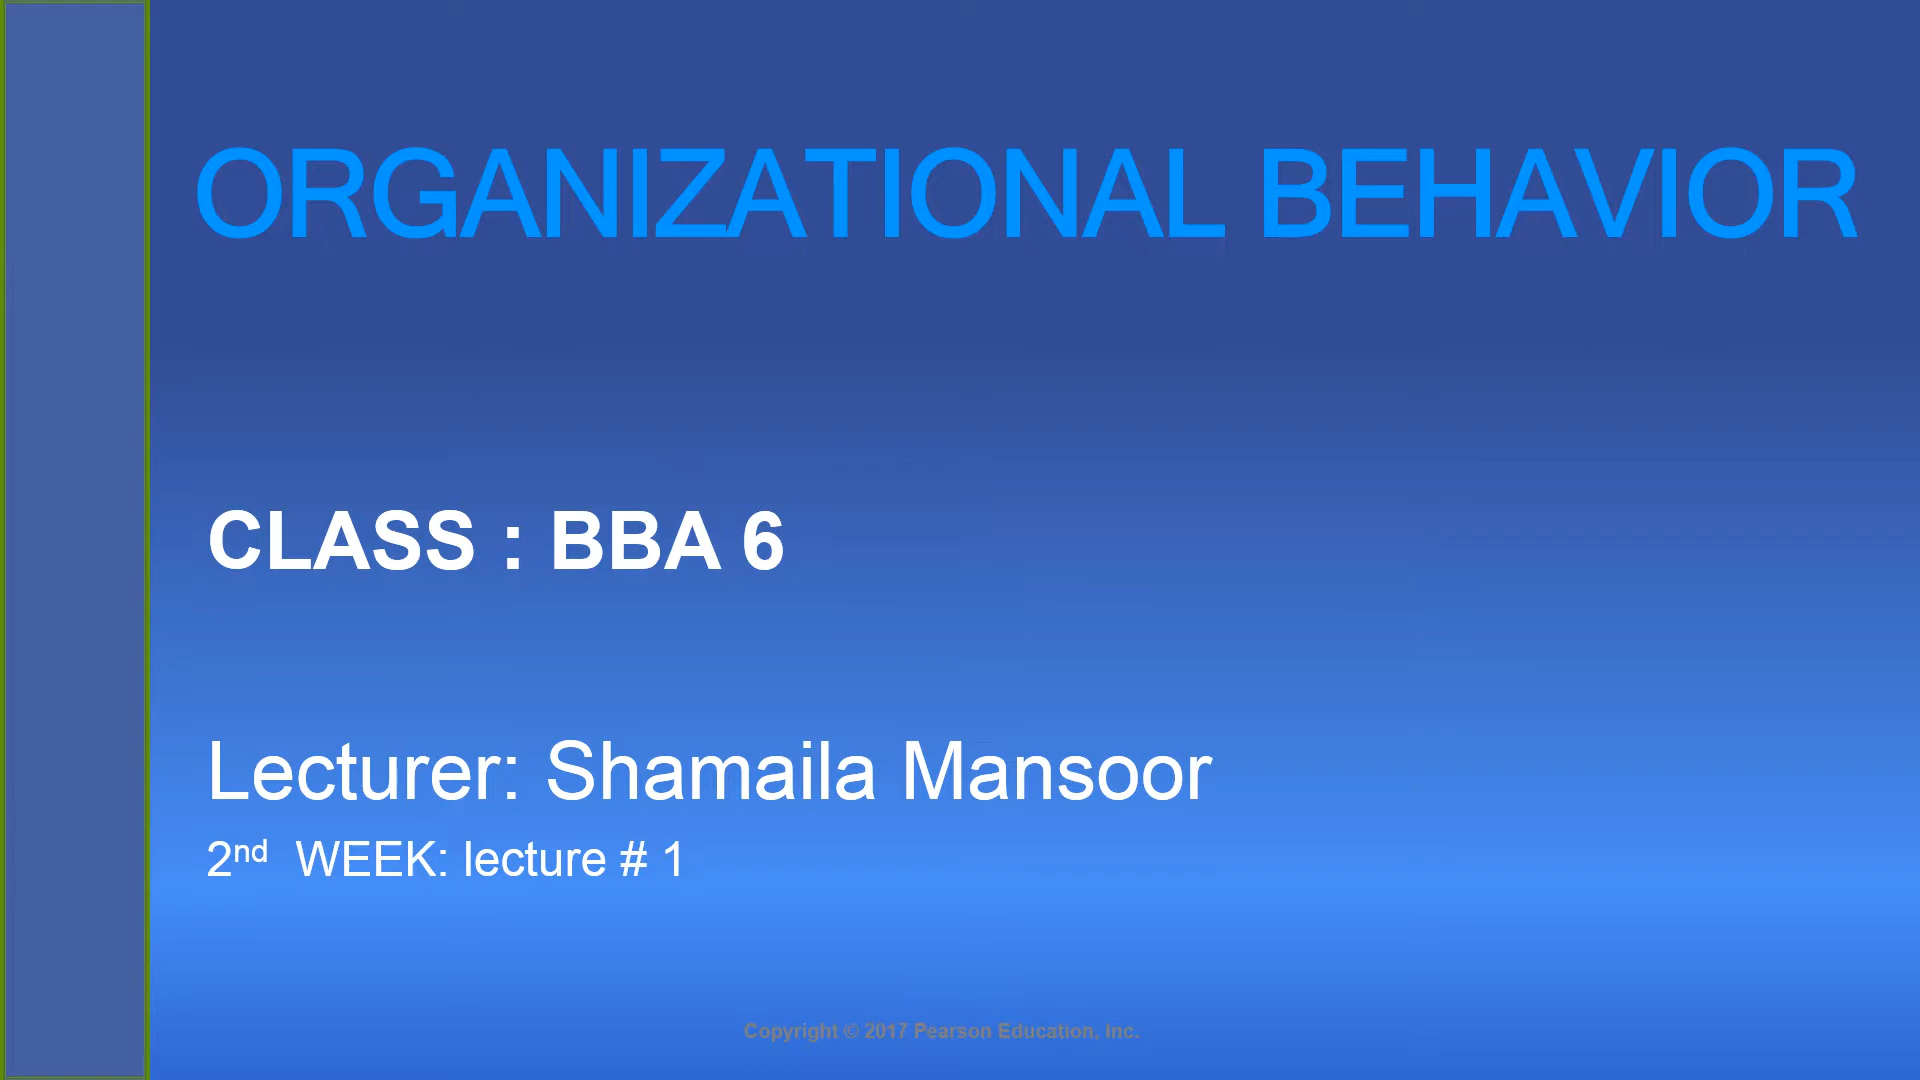 ORGANIZATIONAL BEHAVIOR
CLASS : BBA 6
Lecturer: Shamaila Mansoor
2nd WEEK: lecture # 1
Copyright © 2017 Pearson Education, Inc.